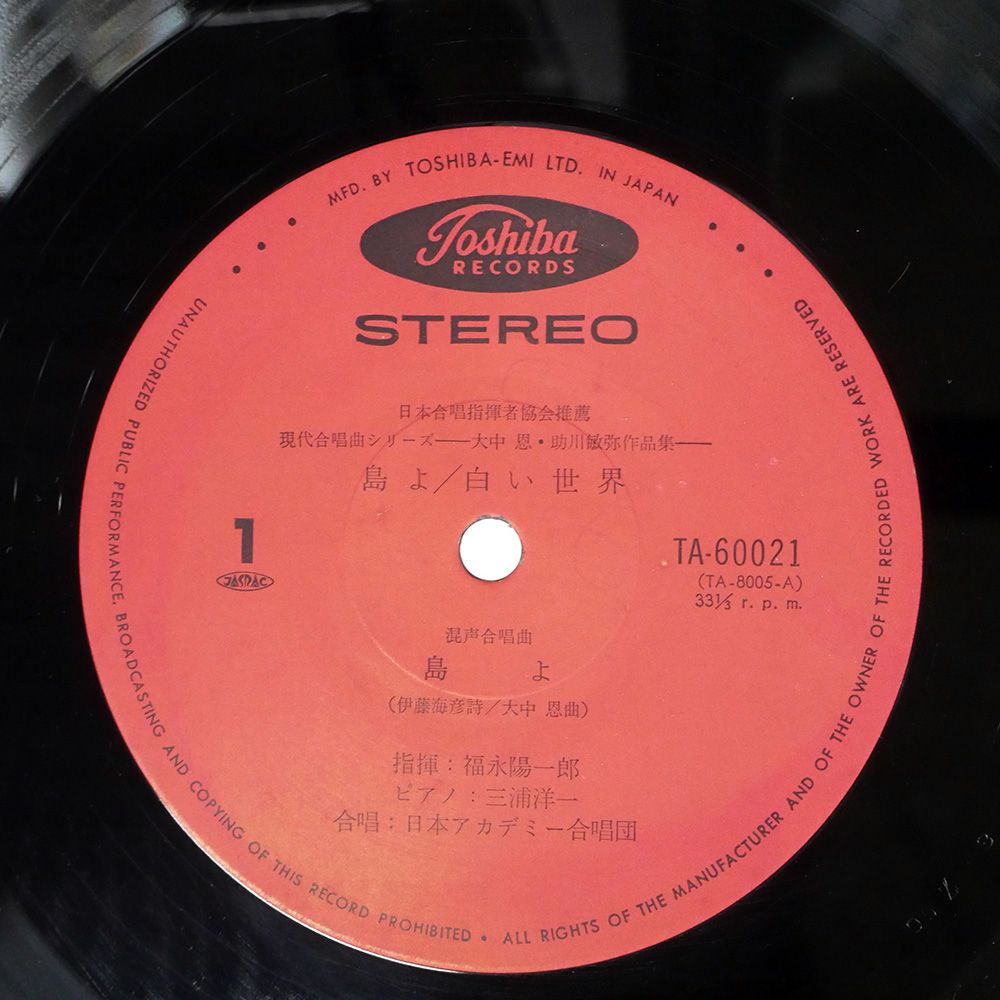 MFD. BY TOSHIBA-EMI LTD. IN JAPAN
Toshiba
RECORDS
STEREO
日本合唱指揮者協会推薦
現代合唱曲シリーズ──大中 恩・助川敏弥作品集──
島よ/白い世界
1
JASRAC
TA-60021
(TA-8005-A)
33⅓ r. p. m.
混声合唱曲
島 よ
(伊藤海彦詩/大中 恩曲)
指揮:福永陽一郎
ピアノ:三浦洋一
合唱:日本アカデミー合唱団
UNAUTHORIZED PUBLIC PERFORMANCE, BROADCASTING AND COPYING OF THIS RECORD PROHIBITED • ALL RIGHTS OF THE MANUFACTURER AND OF THE OWNER OF THE RECORDED WORK ARE RESERVED